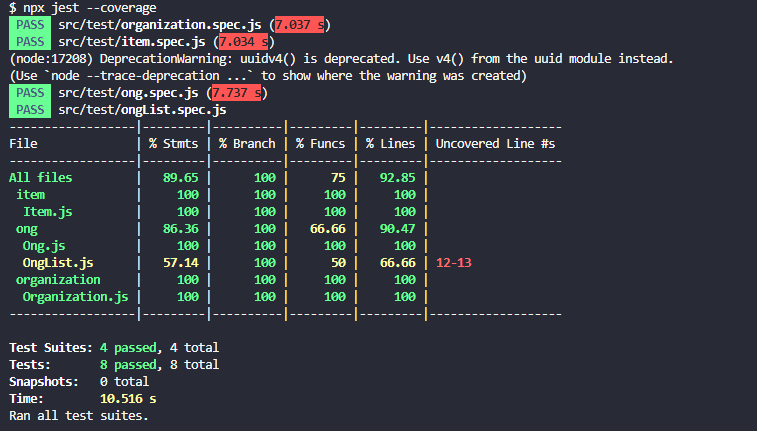 $ npx jest --coverage
PASS src/test/organization.spec.js (7.037 s)
PASS src/test/item.spec.js (7.034 s)
(node:17208) DeprecationWarning: uuidv4() is deprecated. Use v4() from the uuid module instead.
(Use `node --trace-deprecation ...` to show where the warning was created)
PASS src/test/ong.spec.js (7.737 s)
PASS src/test/ongList.spec.js
-----------------|---------|----------|---------|---------|-------------------
File             | % Stmts | % Branch | % Funcs | % Lines | Uncovered Line #s
-----------------|---------|----------|---------|---------|-------------------
All files        |   89.65 |      100 |      75 |   92.85 |
 item            |     100 |      100 |     100 |     100 |
  Item.js        |     100 |      100 |     100 |     100 |
 ong             |   86.36 |      100 |   66.66 |   90.47 |
  Ong.js         |     100 |      100 |     100 |     100 |
  OngList.js     |   57.14 |      100 |      50 |   66.66 | 12-13
 organization    |     100 |      100 |     100 |     100 |
  Organization.js |     100 |      100 |     100 |     100 |
-----------------|---------|----------|---------|---------|-------------------
Test Suites: 4 passed, 4 total
Tests:       8 passed, 8 total
Snapshots:   0 total
Time:        10.516 s
Ran all test suites.